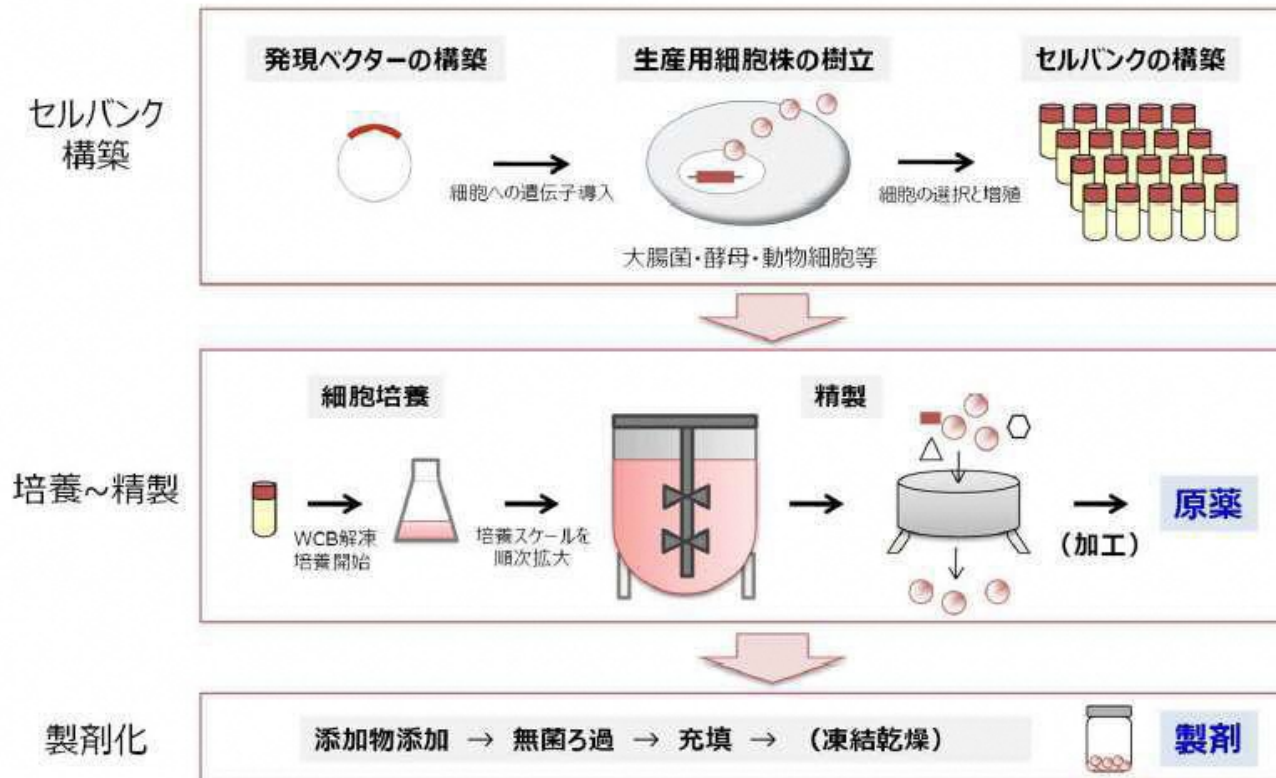 発現ベクターの構築
生産用細胞株の樹立
セルバンクの構築
セルバンク
構築
細胞への遺伝子導入
細胞の選択と増殖
大腸菌・酵母・動物細胞等
細胞培養
精製
培養~精製
WCB解凍
培養開始
培養スケールを
順次拡大
(加工)
原薬
製剤化
添加物添加 → 無菌ろ過 → 充填 → (凍結乾燥)
製剤